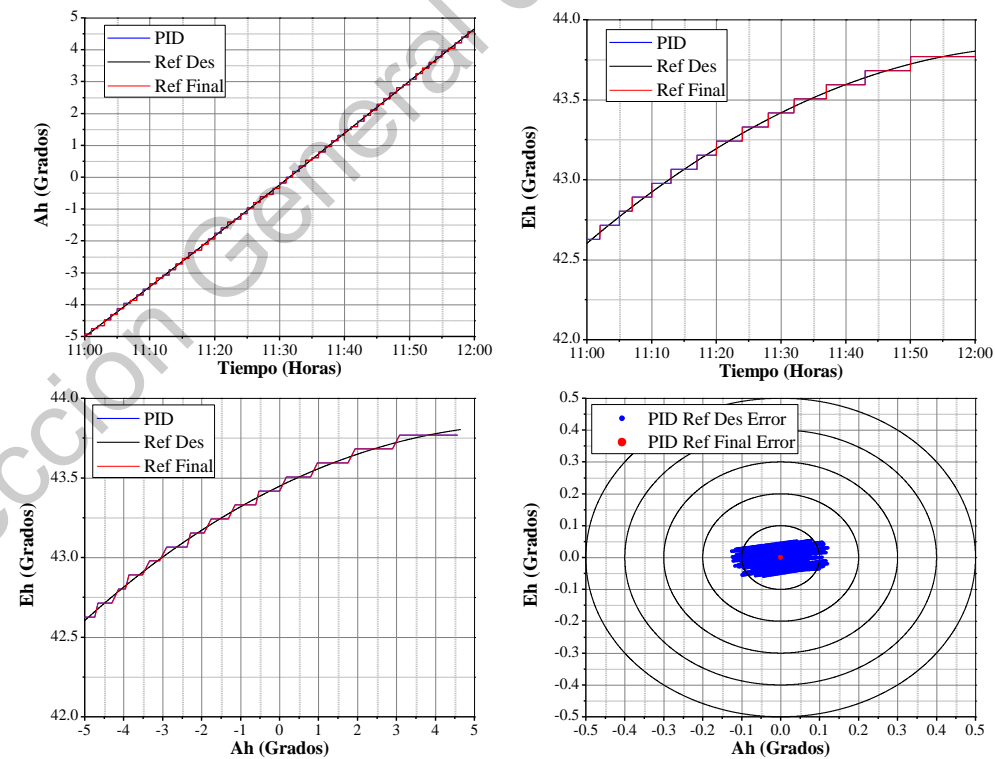 5
4
3
2
1
0
-1
-2
-3
-4
-5
Ah (Grados)
PID
Ref Des
Ref Final
11:00 11:10 11:20 11:30 11:40 11:50 12:00
Tiempo (Horas)
44.0
43.5
43.0
42.5
42.0
Eh (Grados)
PID
Ref Des
Ref Final
11:00 11:10 11:20 11:30 11:40 11:50 12:00
Tiempo (Horas)
44.0
43.5
43.0
42.5
42.0
Eh (Grados)
PID
Ref Des
Ref Final
-5 -4 -3 -2 -1 0 1 2 3 4 5
Ah (Grados)
0.5
0.4
0.3
0.2
0.1
0.0
-0.1
-0.2
-0.3
-0.4
-0.5
Eh (Grados)
PID Ref Des Error
PID Ref Final Error
-0.5 -0.4 -0.3 -0.2 -0.1 0.0 0.1 0.2 0.3 0.4 0.5
Ah (Grados)
cción General